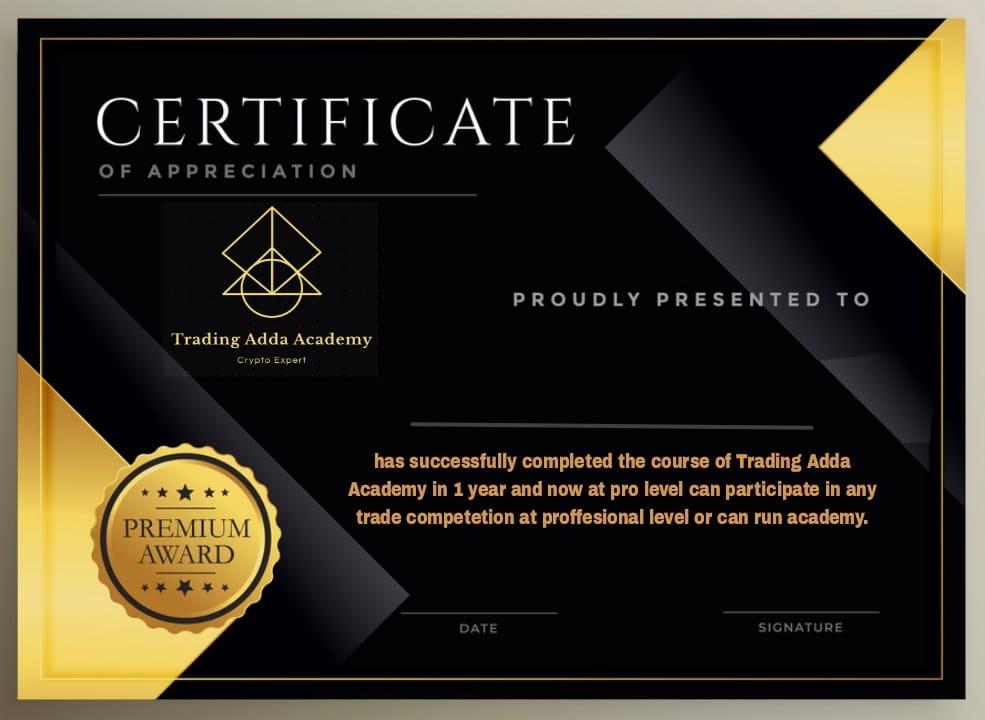 CERTIFICATE
OF APPRECIATION
Trading Adda Academy
Crypto Expert
PROUDLY PRESENTED TO
has successfully completed the course of Trading Adda
Academy in 1 year and now at pro level can participate in any
trade competetion at proffesional level or can run academy.
PREMIUM
AWARD
DATE
SIGNATURE